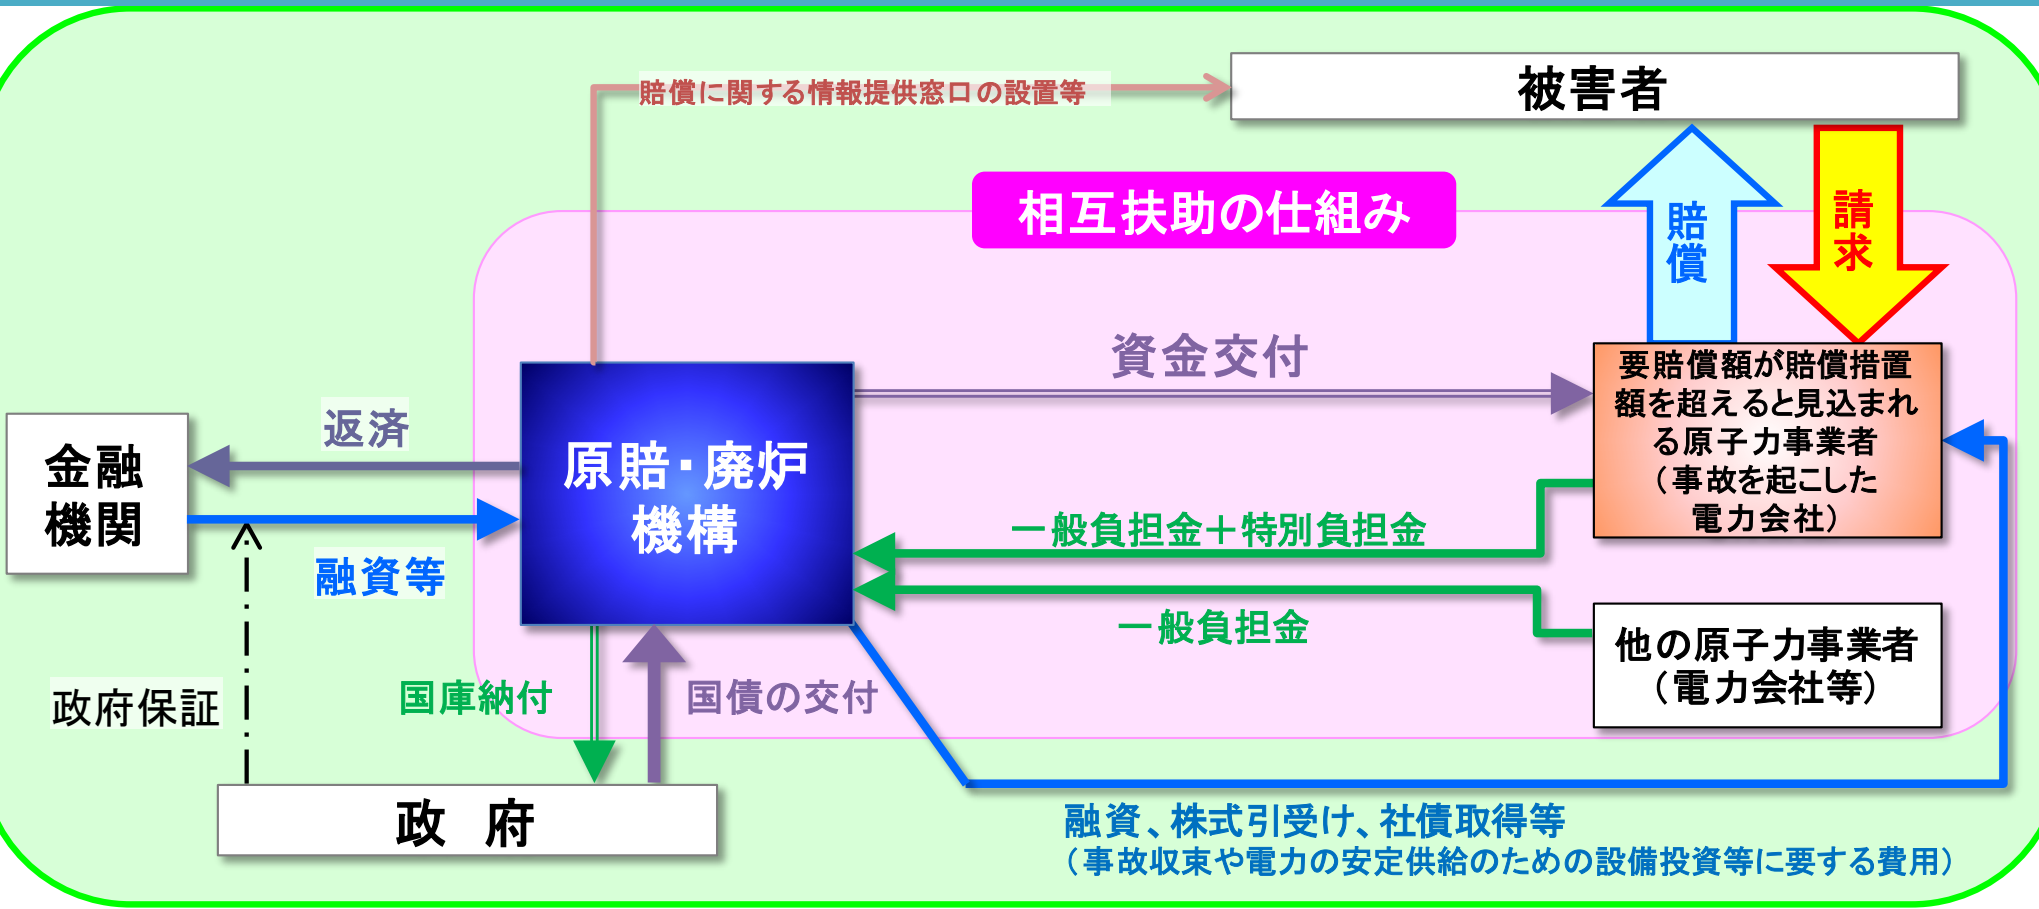 賠償に関する情報提供窓口の設置等
被害者
相互扶助の仕組み
賠償
請求
資金交付
要賠償額が賠償措置
額を超えると見込まれ
る原子力事業者
（事故を起こした
電力会社）
返済
金融
機関
原賠・廃炉
機構
融資等
一般負担金＋特別負担金
一般負担金
他の原子力事業者
（電力会社等）
政府保証
国庫納付
国債の交付
政　府
融資、株式引受け、社債取得等
（事故収束や電力の安定供給のための設備投資等に要する費用）